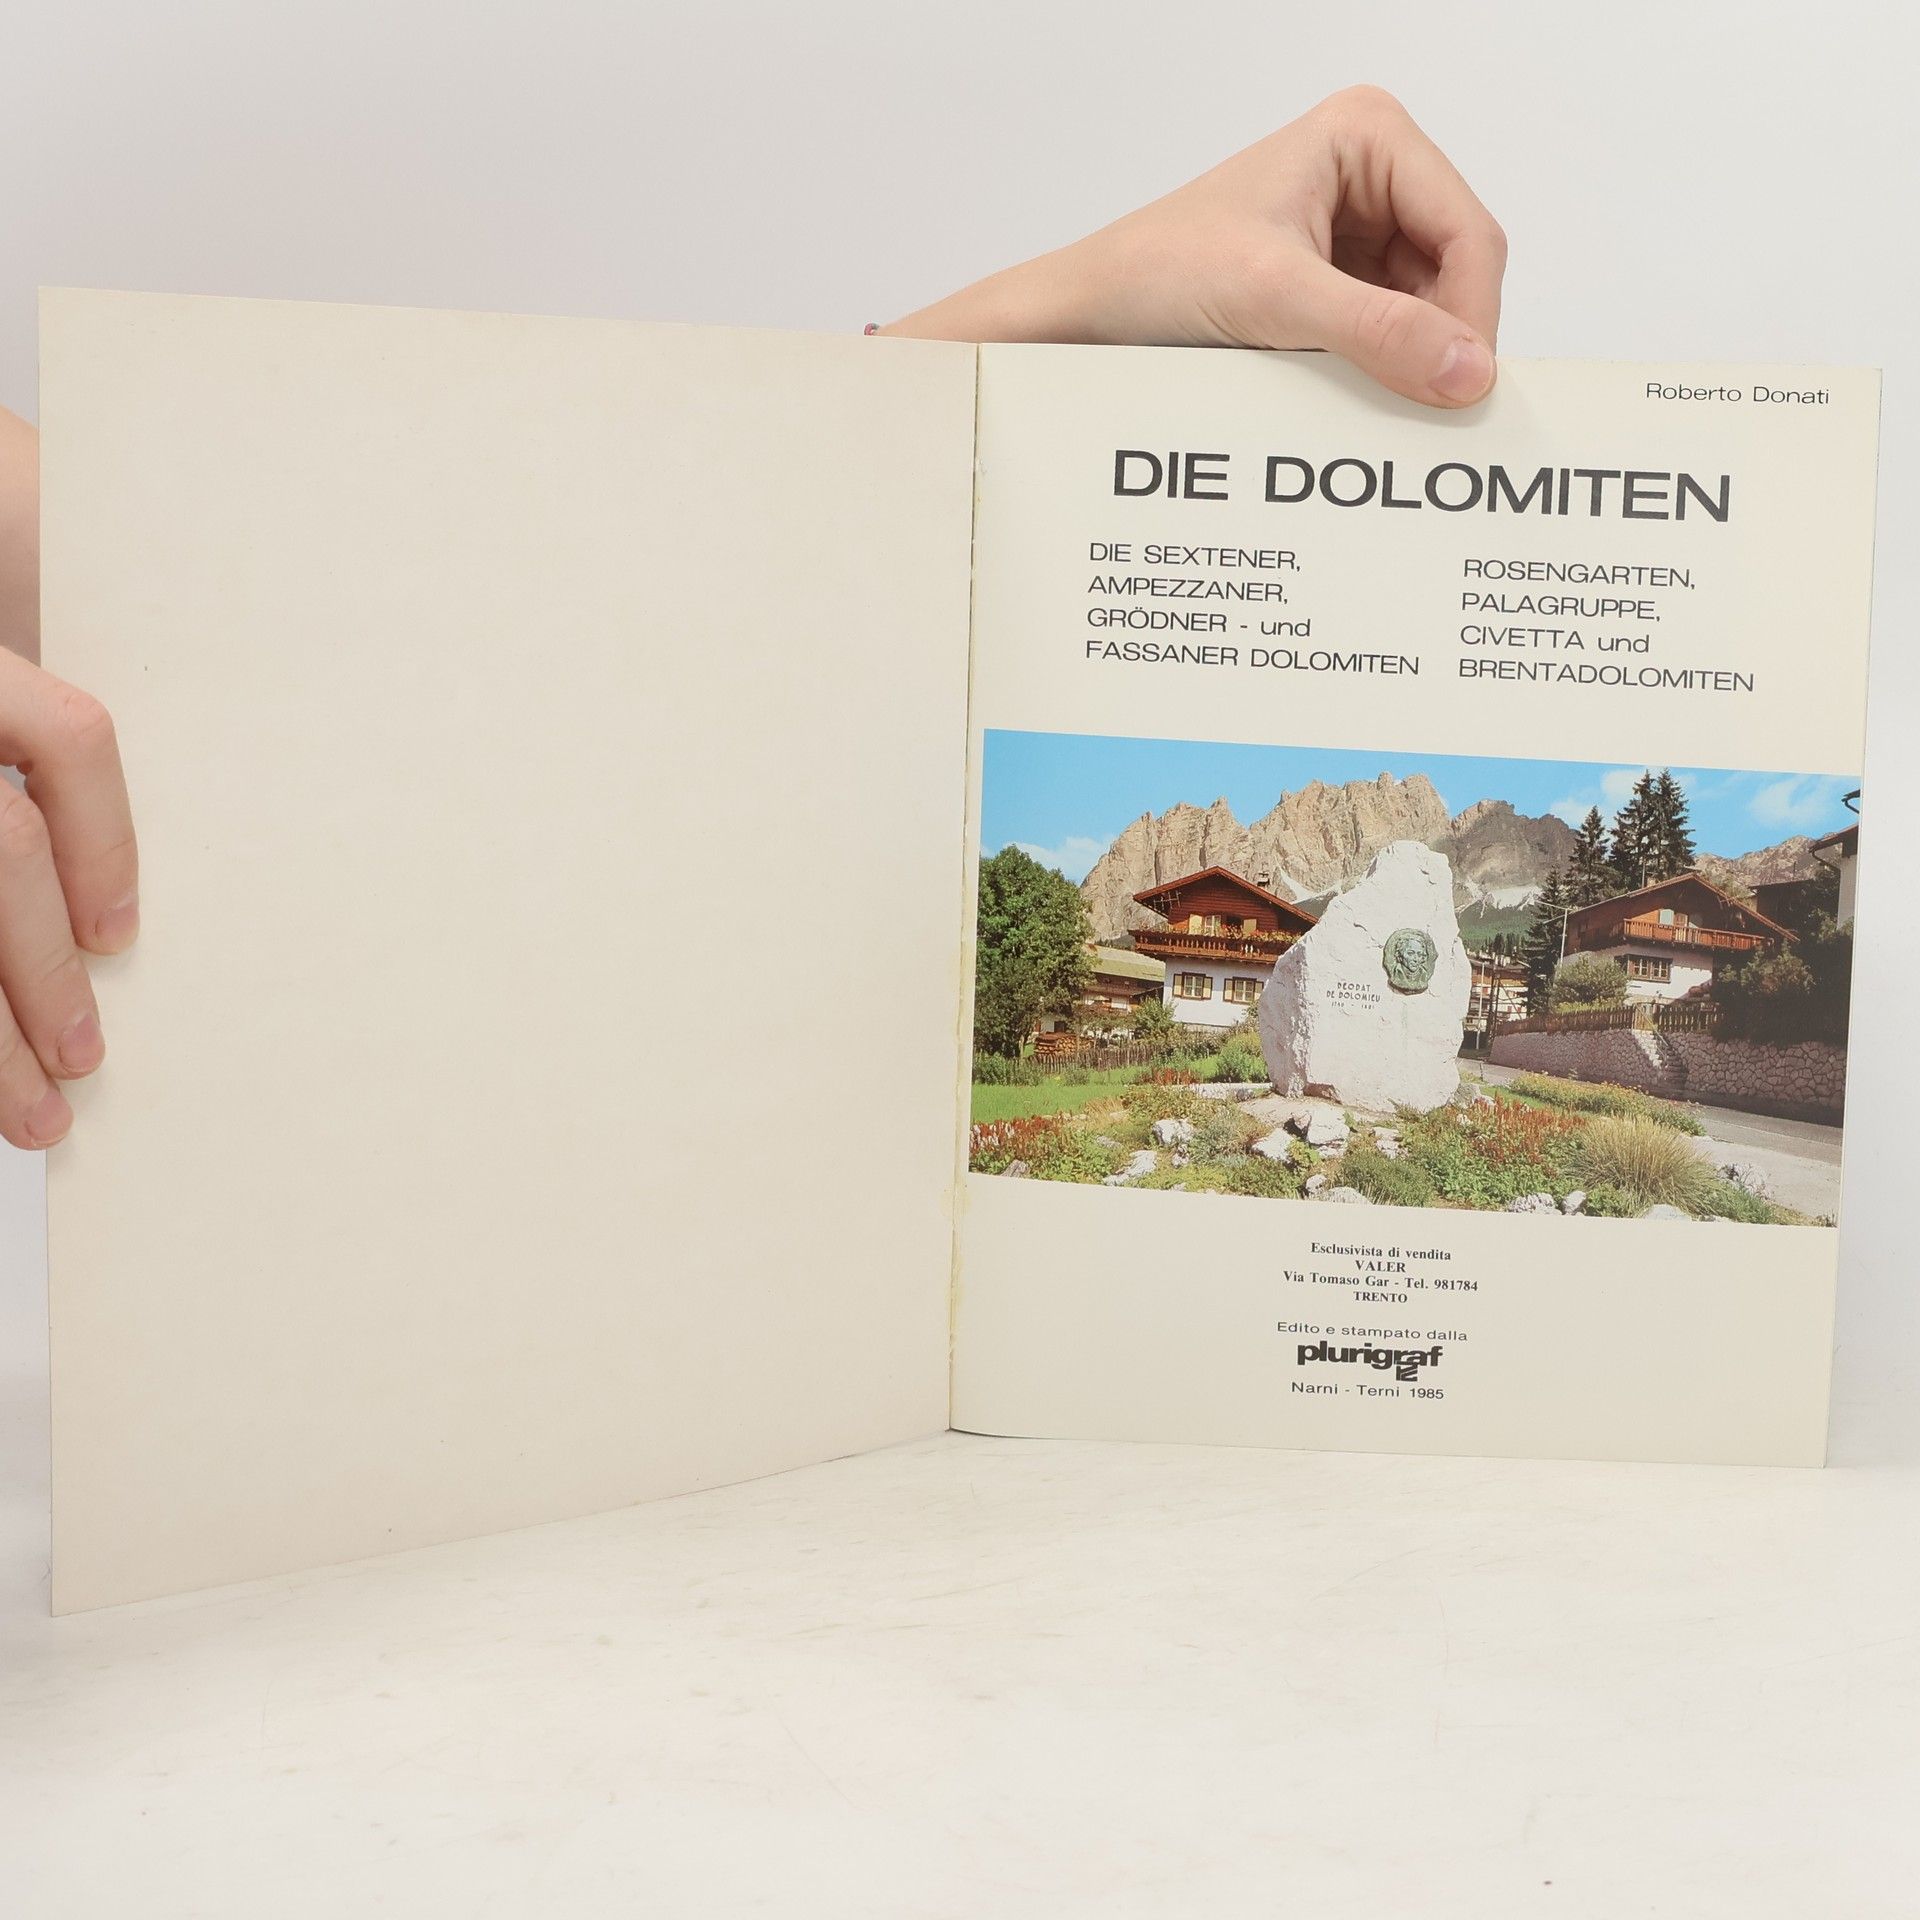 Roberto Donati
DIE DOLOMITEN
DIE SEXTENER,
AMPEZZANER,
GRÖDNER - und
FASSANER DOLOMITEN
ROSENGARTEN,
PALAGRUPPE,
CIVETTA und
BRENTADOLOMITEN
DEODAT
DE DOLOMIEU
Esclusivista di vendita
VALER
Via Tomaso Gar - Tel. 981784
TRENTO
Edito e stampato dalla
plurigraf
Narni - Terni 1985